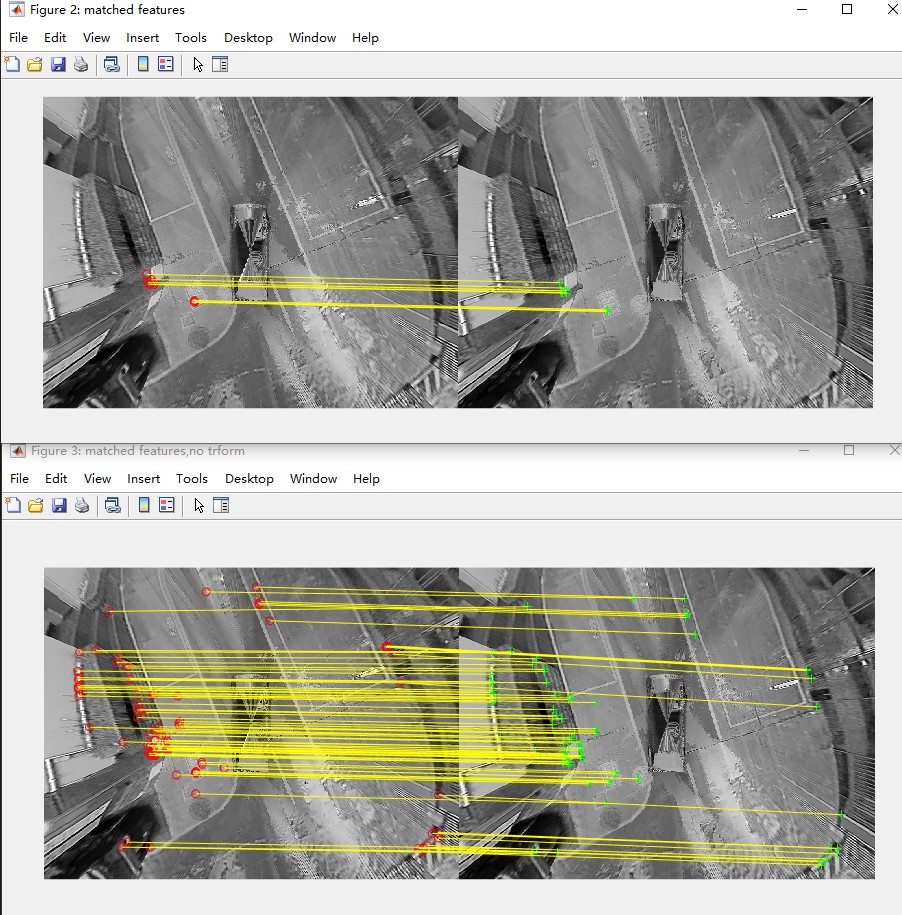 Figure 2: matched features
File Edit View Insert Tools Desktop Window Help
Figure 3: matched features,no trform
File Edit View Insert Tools Desktop Window Help